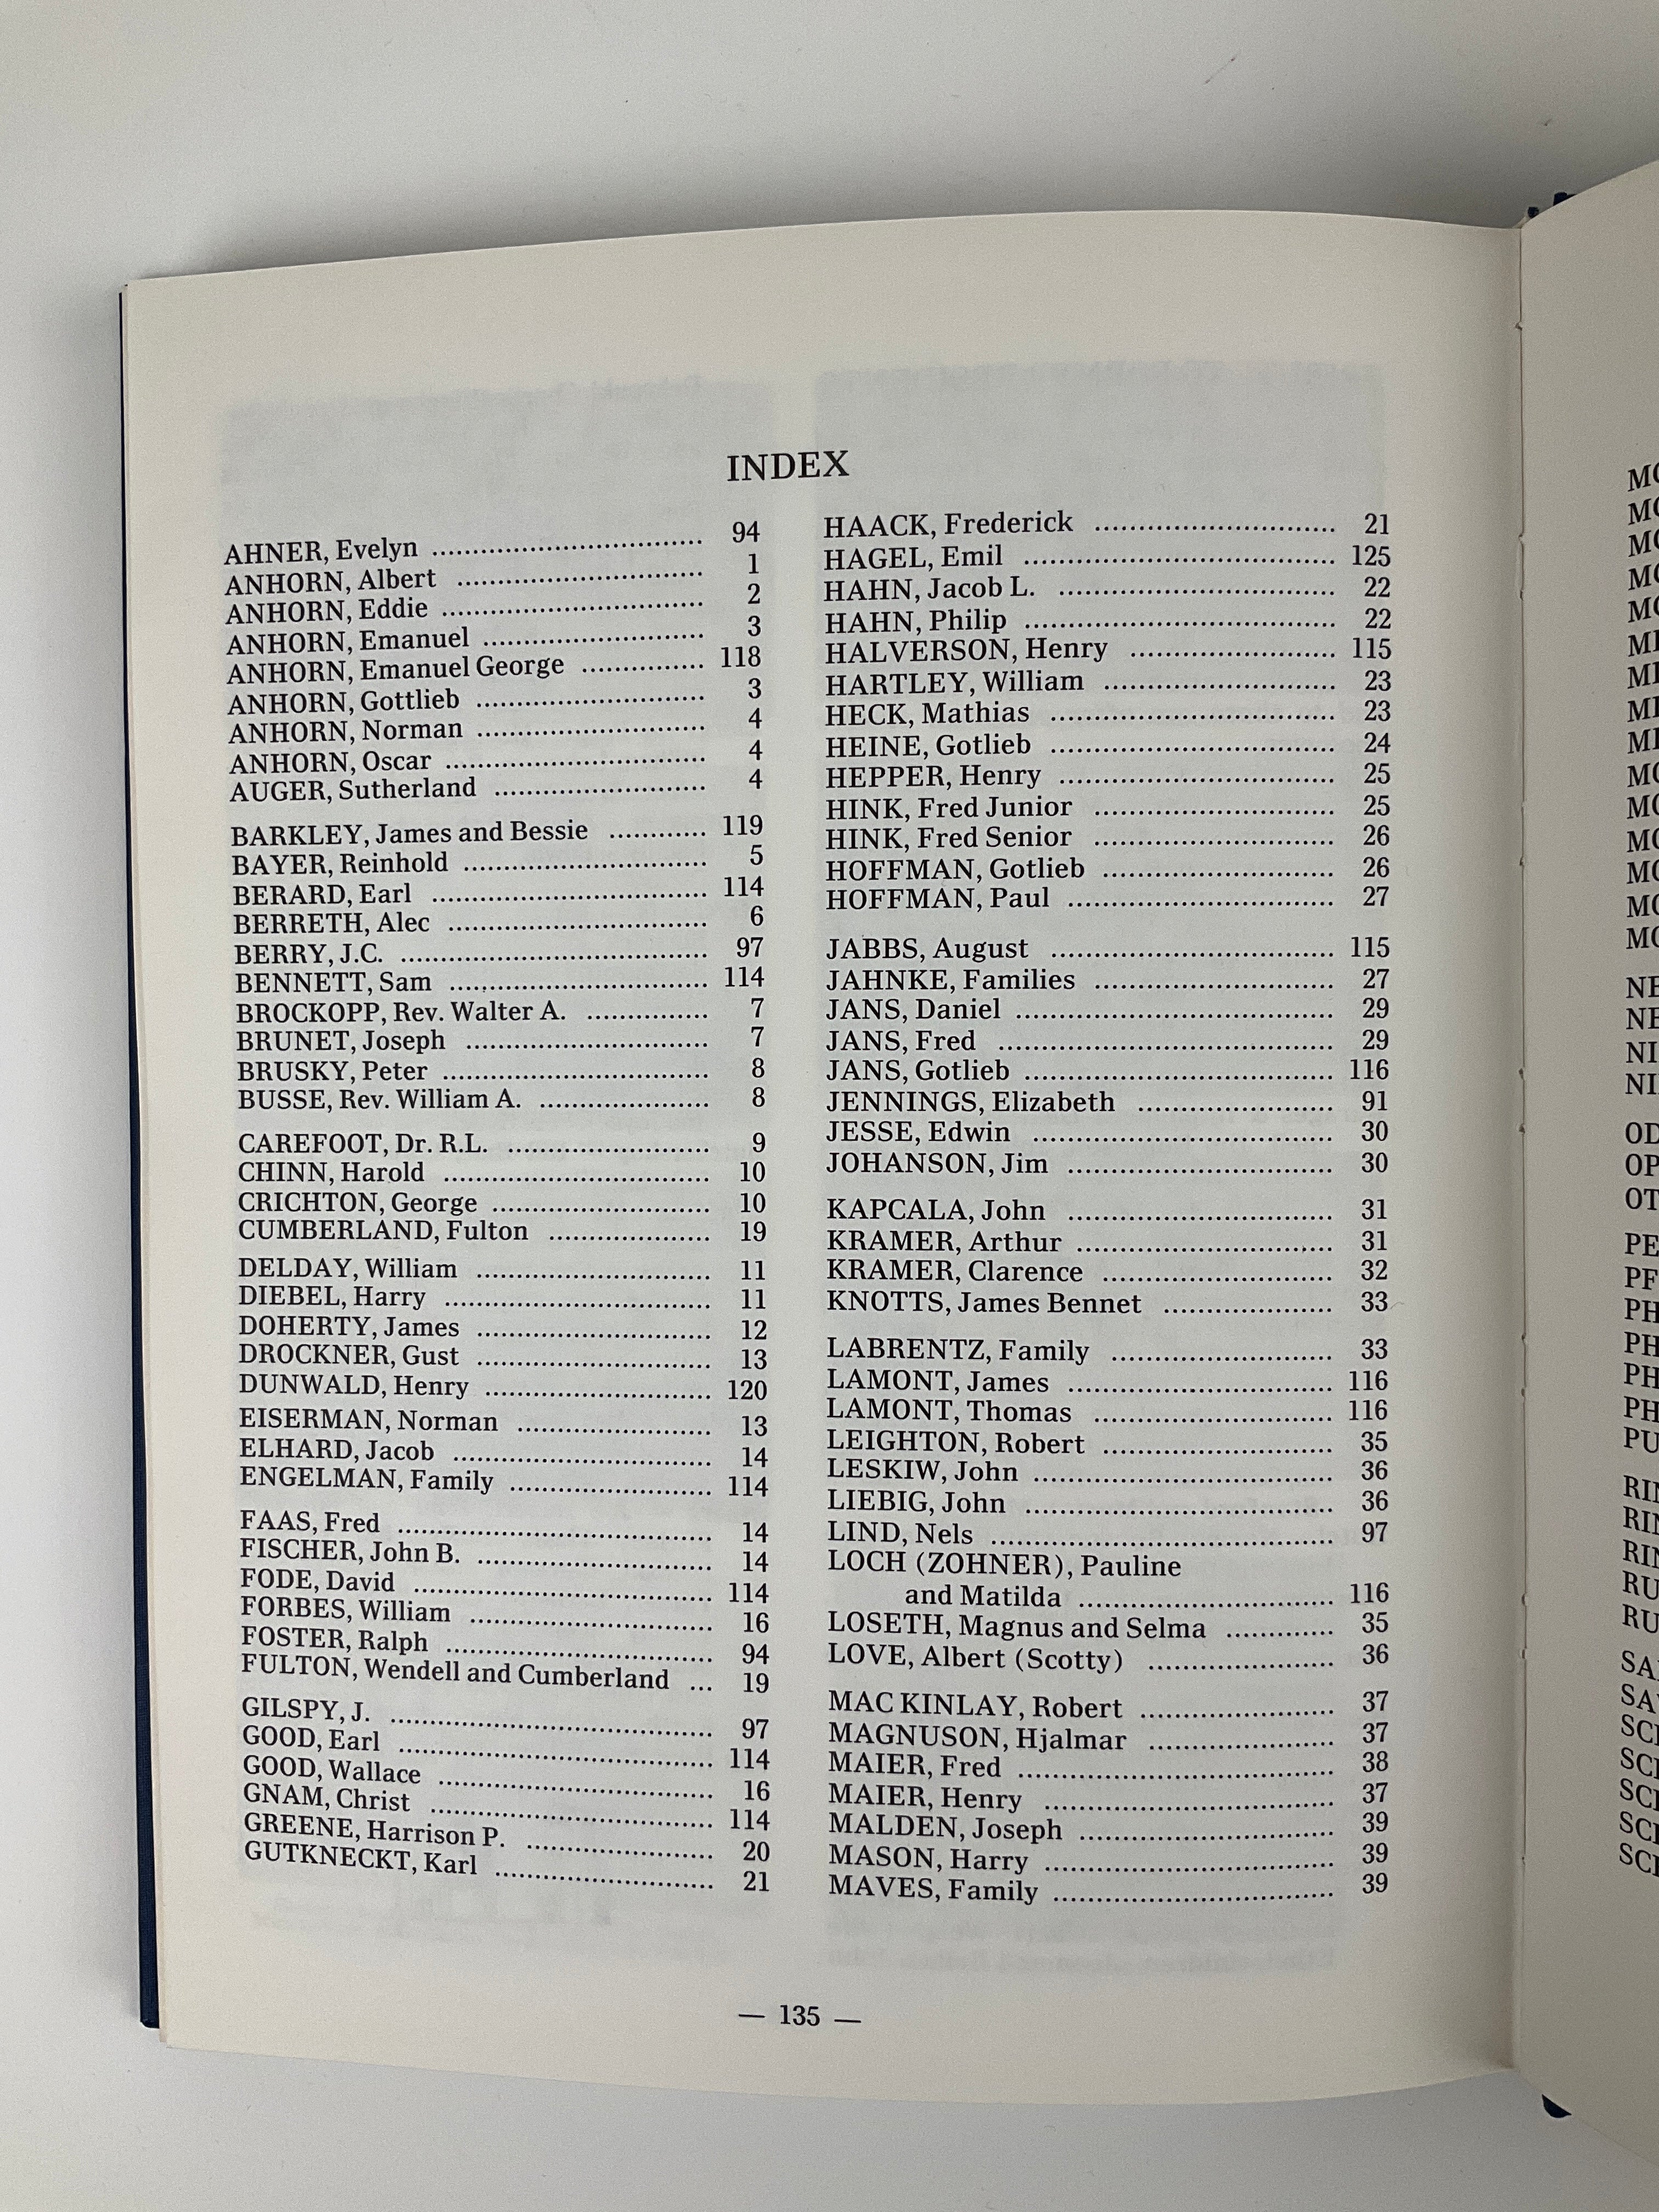 INDEX
AHNER, Evelyn ............................... 94
ANHORN, Albert ............................ 1
ANHORN, Eddie .............................. 2
ANHORN, Emanuel ......................... 3
ANHORN, Emanuel George .............. 118
ANHORN, Gottlieb .......................... 3
ANHORN, Norman .......................... 4
ANHORN, Oscar .............................. 4
AUGER, Sutherland ........................ 4
BARKLEY, James and Bessie ........... 119
BAYER, Reinhold ............................ 5
BERARD, Earl ................................ 114
BERRETH, Alec .............................. 6
BERRY, J.C. ................................... 97
BENNETT, Sam .............................. 114
BROCKOPP, Rev. Walter A. .............. 7
BRUNET, Joseph ............................ 7
BRUSKY, Peter ............................... 8
BUSSE, Rev. William A. .................... 8
CAREFOOT, Dr. R.L. ....................... 9
CHINN, Harold ............................... 10
CRICHTON, George ......................... 10
CUMBERLAND, Fulton ................... 19
DELDAY, William ........................... 11
DIEBEL, Harry ............................... 11
DOHERTY, James ........................... 12
DROCKNER, Gust ........................... 13
DUNWALD, Henry .......................... 120
EISERMAN, Norman ....................... 13
ELHARD, Jacob .............................. 14
ENGELMAN, Family ....................... 114
FAAS, Fred .................................... 14
FISCHER, John B. ........................... 14
FODE, David .................................. 114
FORBES, William ............................ 16
FOSTER, Ralph ............................... 94
FULTON, Wendell and Cumberland ... 19
GILSPY, J. ..................................... 97
GOOD, Earl .................................... 114
GOOD, Wallace ............................... 16
GNAM, Christ ................................. 114
GREENE, Harrison P. ...................... 20
GUTKNECKT, Karl ......................... 21
HAACK, Frederick ............................ 21
HAGEL, Emil .................................... 125
HAHN, Jacob L. ................................ 22
HAHN, Philip .................................... 22
HALVERSON, Henry ........................ 115
HARTLEY, William ........................... 23
HECK, Mathias ................................. 23
HEINE, Gotlieb ................................. 24
HEPPER, Henry ................................ 25
HINK, Fred Junior ............................ 25
HINK, Fred Senior ............................ 26
HOFFMAN, Gotlieb ........................... 26
HOFFMAN, Paul ............................... 27
JABBS, August ................................. 115
JAHNKE, Families ............................ 27
JANS, Daniel .................................... 29
JANS, Fred ...................................... 29
JANS, Gotlieb ................................... 116
JENNINGS, Elizabeth ....................... 91
JESSE, Edwin ................................... 30
JOHANSON, Jim ............................... 30
KAPCALA, John ............................... 31
KRAMER, Arthur .............................. 31
KRAMER, Clarence ........................... 32
KNOTTS, James Bennet .................... 33
LABRENTZ, Family .......................... 33
LAMONT, James ............................... 116
LAMONT, Thomas ............................ 116
LEIGHTON, Robert ........................... 35
LESKIW, John .................................. 36
LIEBIG, John .................................... 36
LIND, Nels ....................................... 97
LOCH (ZOHNER), Pauline
and Matilda .............................. 116
LOSETH, Magnus and Selma ............. 35
LOVE, Albert (Scotty) ...................... 36
MAC KINLAY, Robert ....................... 37
MAGNUSON, Hjalmar ...................... 37
MAIER, Fred .................................... 38
MAIER, Henry .................................. 37
MALDEN, Joseph .............................. 39
MASON, Harry .................................. 39
MAVES, Family ................................ 39
— 135 —